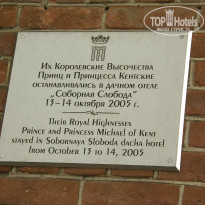 TOP HOTELS
Их Королевские Высочества
Принц и Принцесса Кентские
останавливались в дачном отеле
„Соборная Слобода"
13–14 октября 2005 г.
Their Royal Highnesses
Prince and Princess Michael of Kent
stayed in Sobornaya Sloboda dacha hotel
from October 13 to 14, 2005